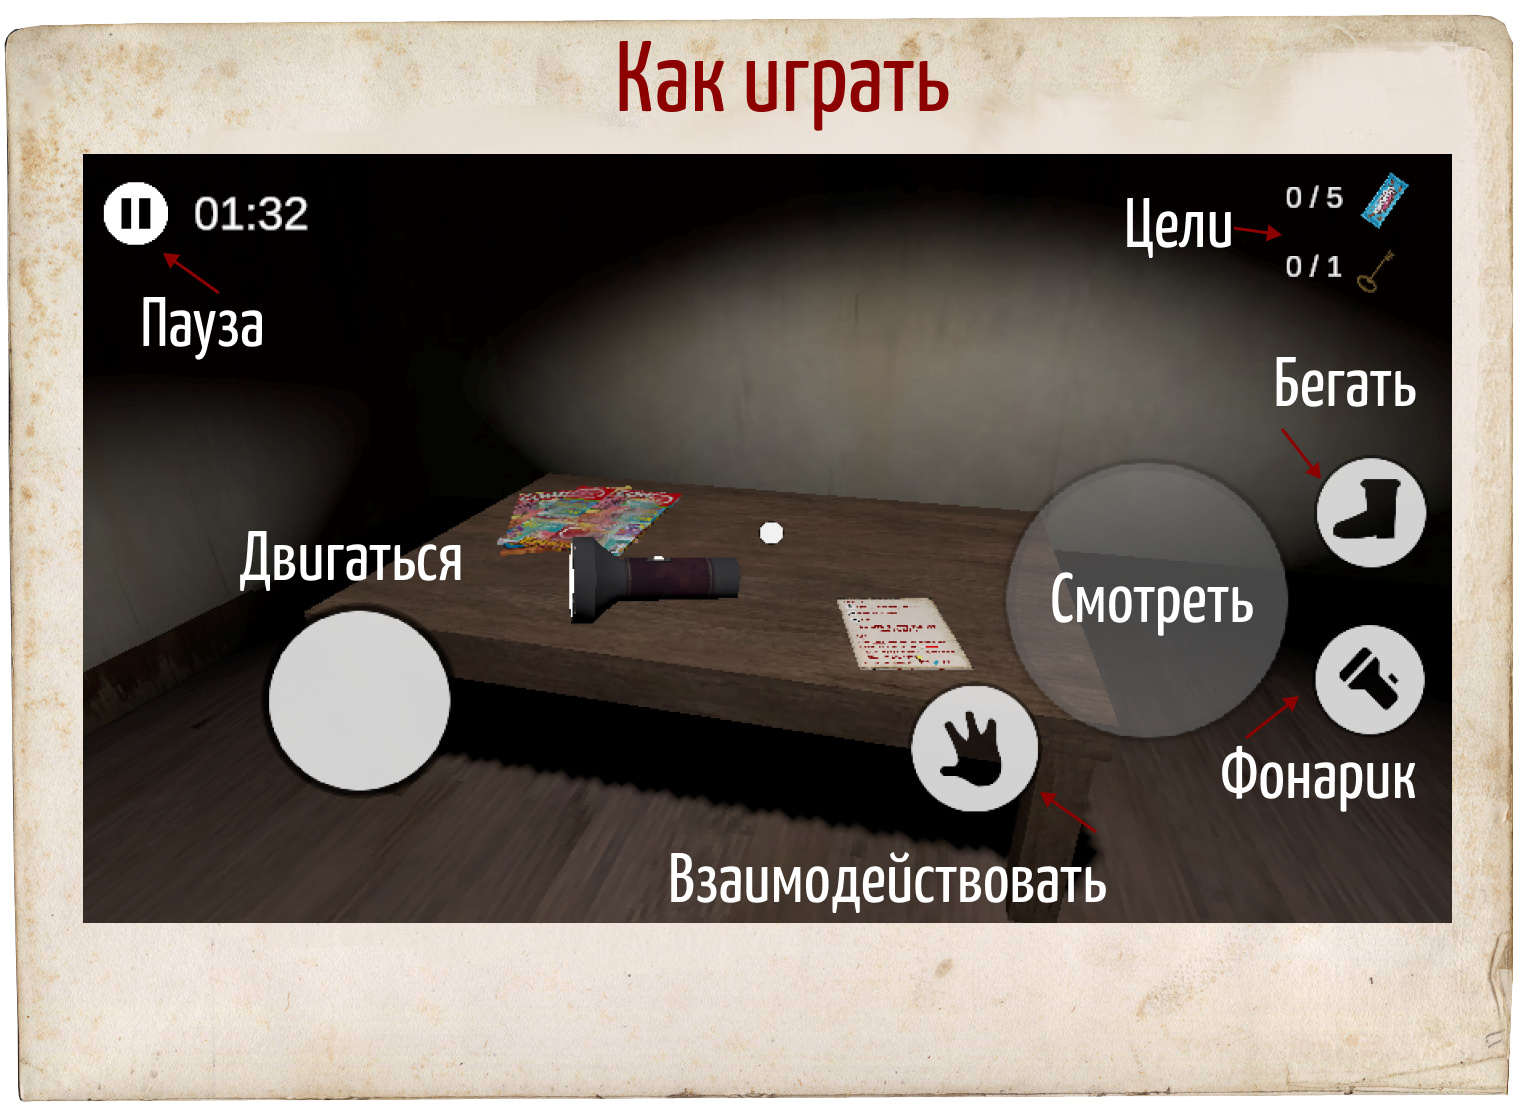 Как играть
01:32
Пауза
Цели
0/5
0/1
Бегать
Двигаться
Смотреть
Фонарик
Взаимодействовать